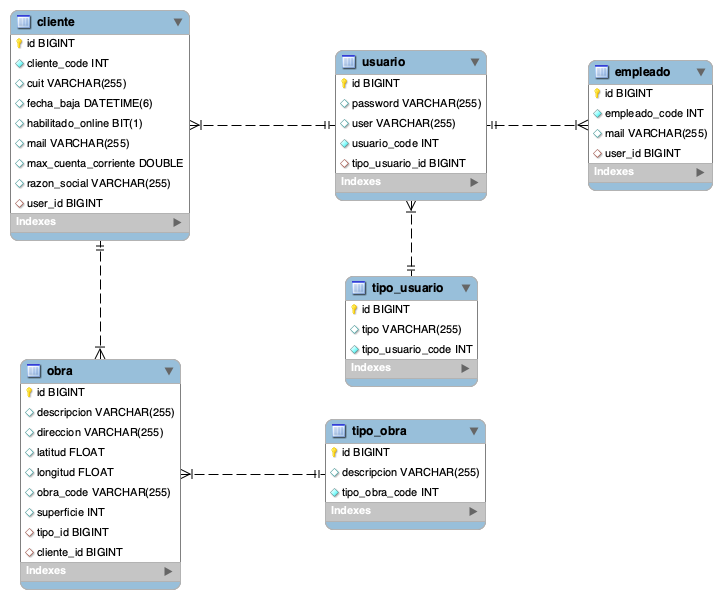 cliente
id BIGINT
cliente_code INT
cuit VARCHAR(255)
fecha_baja DATETIME(6)
habilitado_online BIT(1)
mail VARCHAR(255)
max_cuenta_corriente DOUBLE
razon_social VARCHAR(255)
user_id BIGINT
Indexes
usuario
id BIGINT
password VARCHAR(255)
user VARCHAR(255)
usuario_code INT
tipo_usuario_id BIGINT
Indexes
empleado
id BIGINT
empleado_code INT
mail VARCHAR(255)
user_id BIGINT
Indexes
tipo_usuario
id BIGINT
tipo VARCHAR(255)
tipo_usuario_code INT
Indexes
obra
id BIGINT
descripcion VARCHAR(255)
direccion VARCHAR(255)
latitud FLOAT
longitud FLOAT
obra_code VARCHAR(255)
superficie INT
tipo_id BIGINT
cliente_id BIGINT
Indexes
tipo_obra
id BIGINT
descripcion VARCHAR(255)
tipo_obra_code INT
Indexes